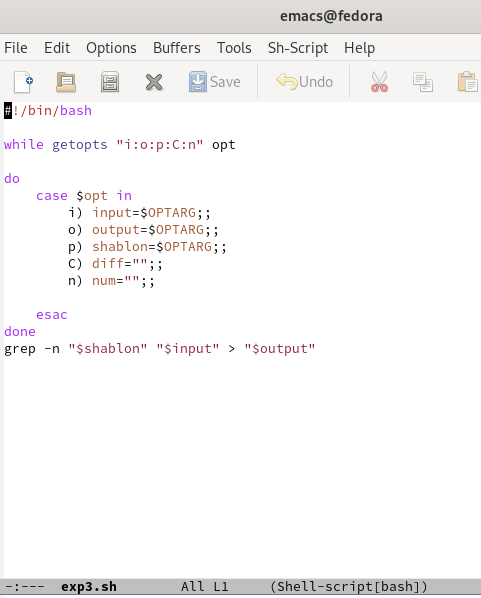 emacs@fedora
File Edit Options Buffers Tools Sh-Script Help
Save Undo
#!/bin/bash
while getopts "i:o:p:C:n" opt
do
case $opt in
i) input=$OPTARG;;
o) output=$OPTARG;;
p) shablon=$OPTARG;;
C) diff="";;
n) num="";;
esac
done
grep -n "$shablon" "$input" > "$output"
-:--- exp3.sh All L1 (Shell-script[bash])